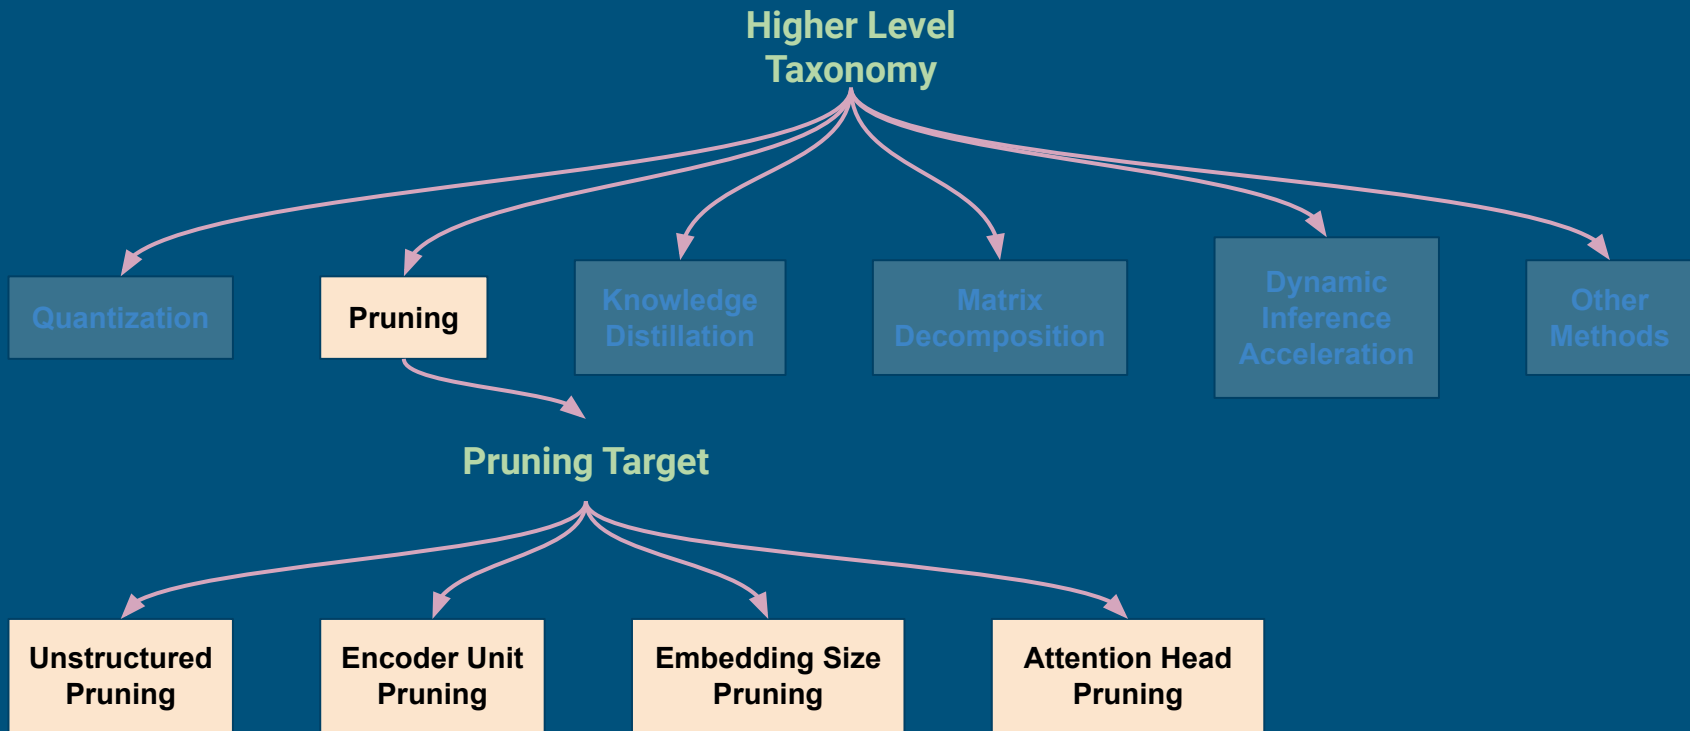 Higher Level
Taxonomy
Quantization
Pruning
Knowledge
Distillation
Matrix
Decomposition
Dynamic
Inference
Acceleration
Other
Methods
Pruning Target
Unstructured
Pruning
Encoder Unit
Pruning
Embedding Size
Pruning
Attention Head
Pruning